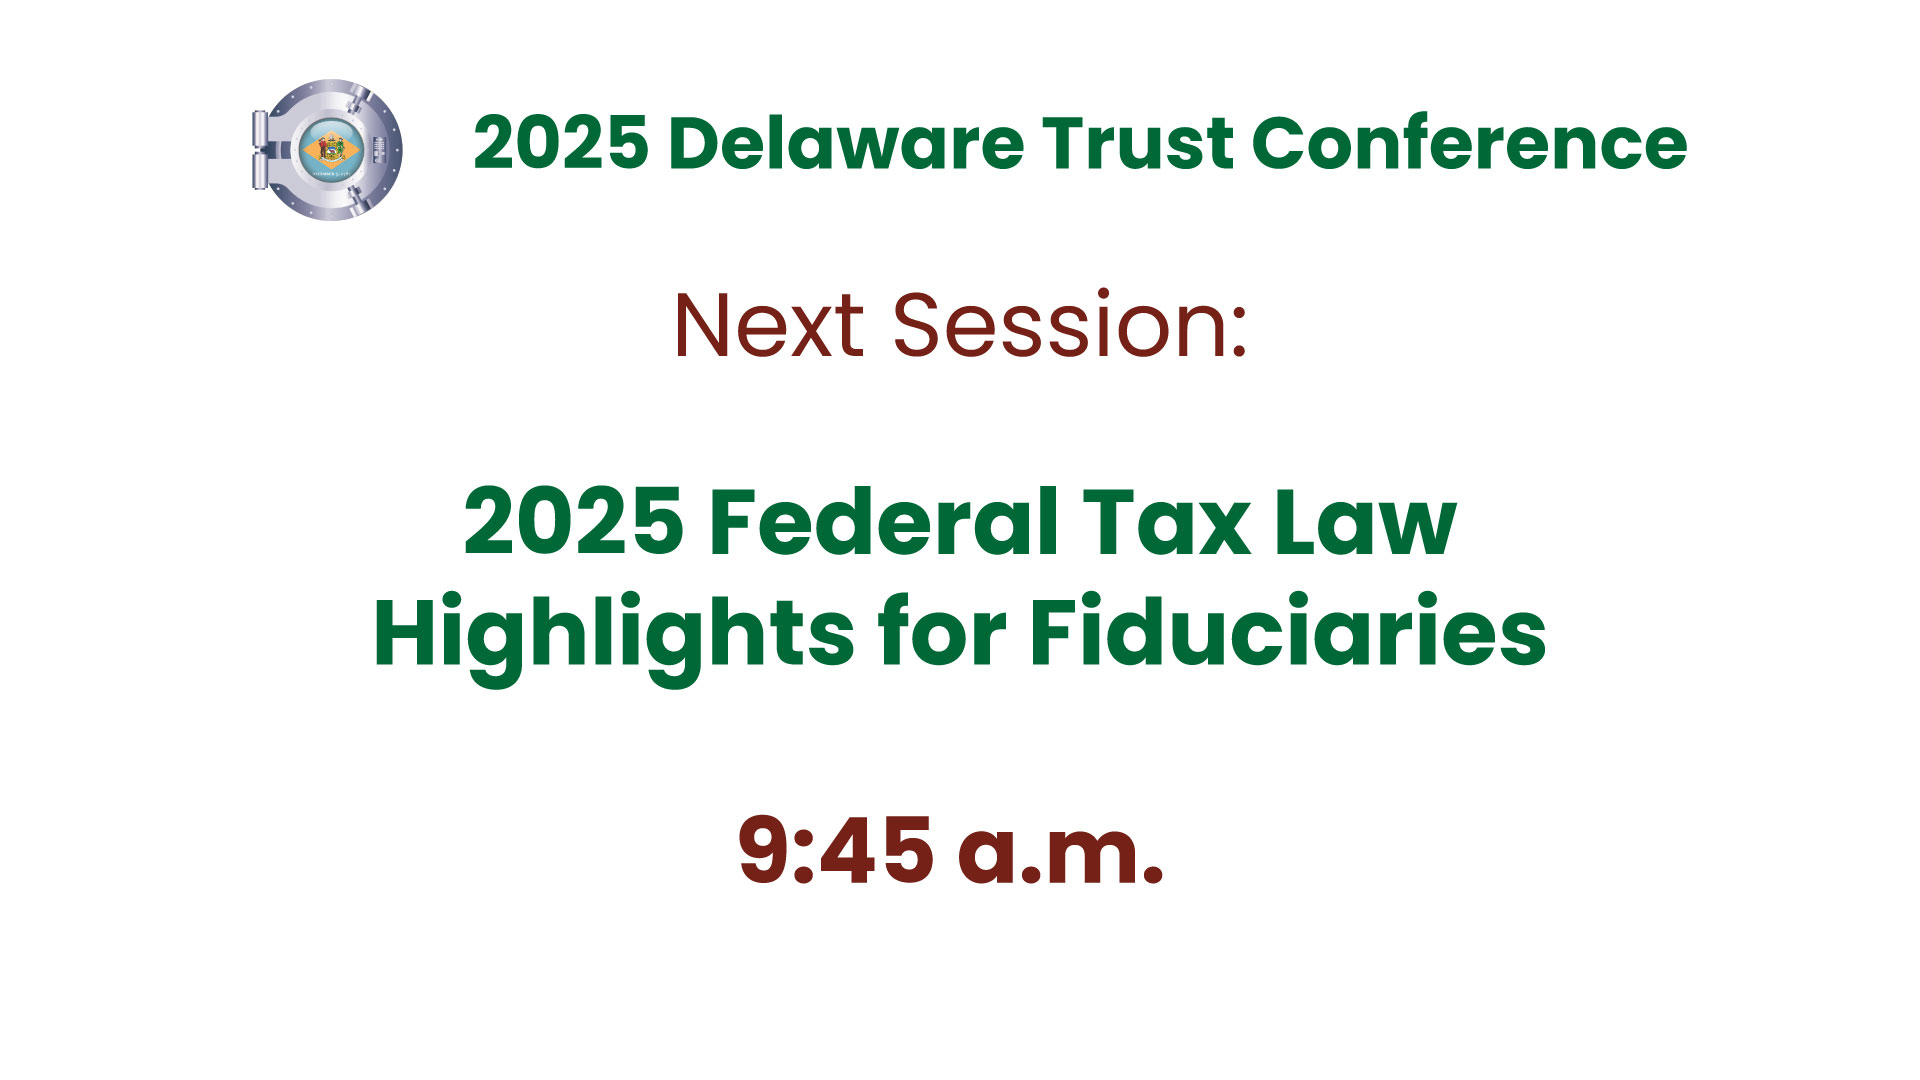 2025 Delaware Trust Conference
Next Session:
2025 Federal Tax Law
Highlights for Fiduciaries
9:45 a.m.